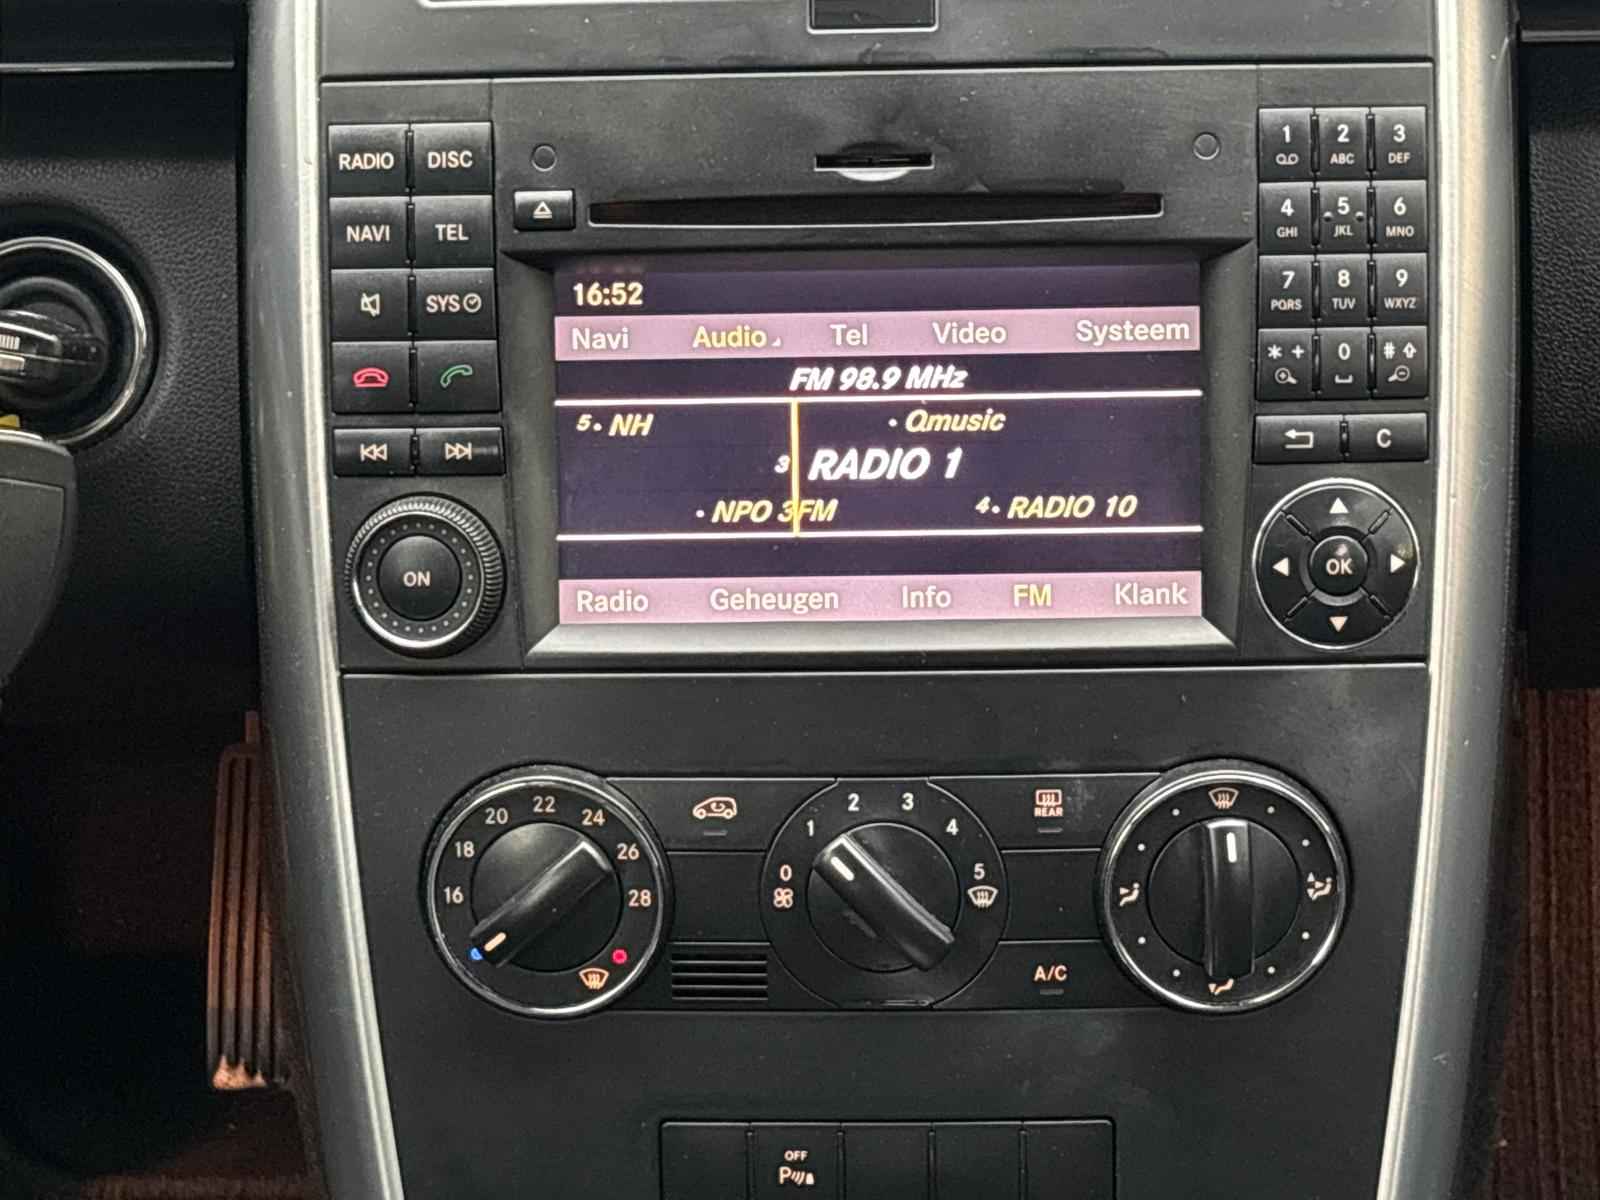 RADIO DISC
NAVI TEL
SYS
ON
16:52
Navi Audio Tel Video Systeem
FM 98.9 MHz
5. NH • Qmusic
3 RADIO 1
• NPO 3FM 4. RADIO 10
Radio Geheugen Info FM Klank
1 2 3
ABC DEF
4 5 6
GHI JKL MNO
7 8 9
PQRS TUV WXYZ
* + 0 #
C
OK
16 18 20 22 24 26 28
0 1 2 3 4 5
REAR
A/C
OFF
P